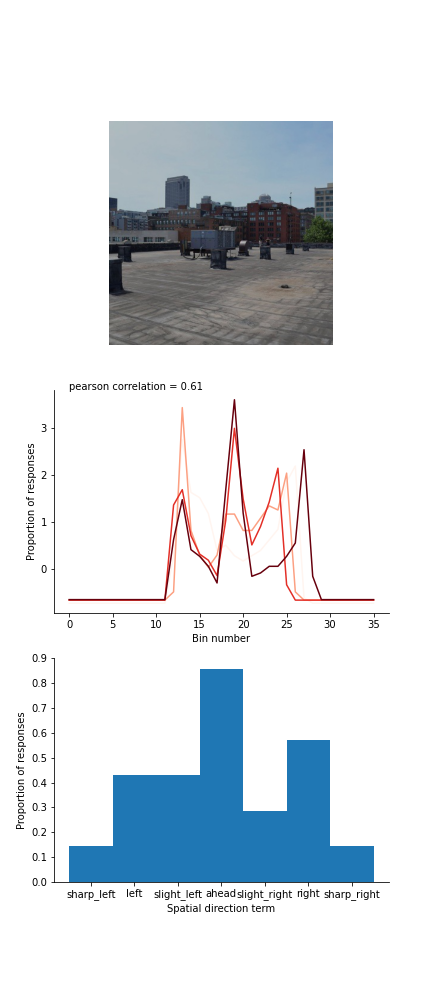 pearson correlation = 0.61
3
2
1
0
Proportion of responses
0 5 10 15 20 25 30 35
Bin number
0.9
0.8
0.7
0.6
0.5
0.4
0.3
0.2
0.1
0.0
Proportion of responses
sharp_left left slight_left ahead slight_right right sharp_right
Spatial direction term